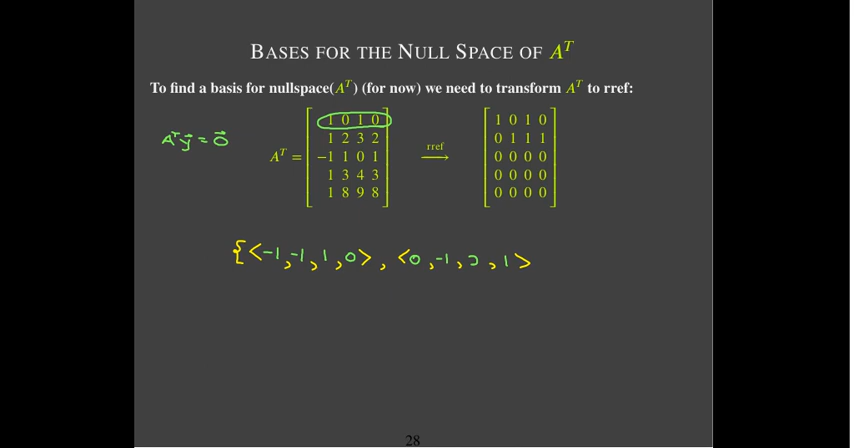 BASES FOR THE NULL SPACE OF A^T
To find a basis for nullspace(A^T) (for now) we need to transform A^T to rref:
A^T y⃗ = 0⃗
A^T = [ 1 0 1 0 ] rref ⟶ [ 1 0 1 0 ]
[ 1 2 3 2 ] [ 0 1 1 1 ]
[ −1 1 0 1 ] [ 0 0 0 0 ]
[ 1 3 4 3 ] [ 0 0 0 0 ]
[ 1 8 9 8 ] [ 0 0 0 0 ]
{<-1,-1,1,0>, <0,-1,0,1>
28